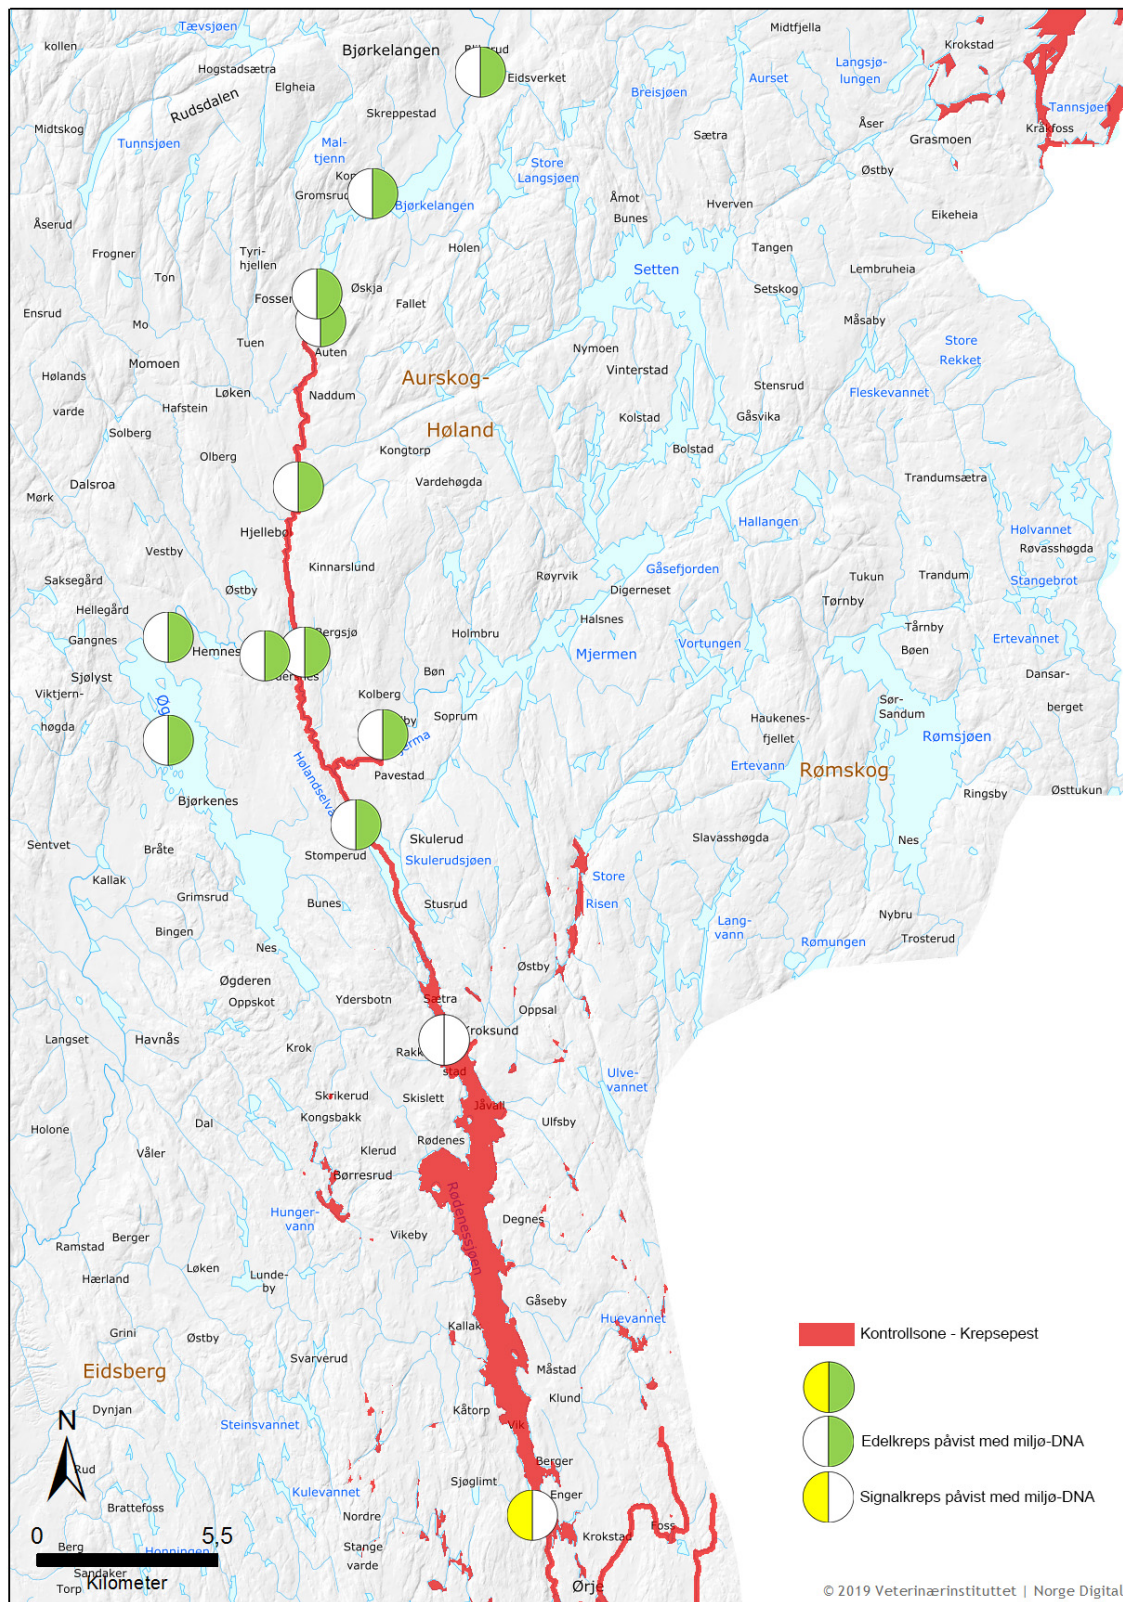 Tævsjøen
Midtfjella
kollen
Bjørkelangen
Krokstad
Hogstadsætra
Eidsverket
Aurset
Langsjø-
lungen
Elgheia
Breisjøen
Rudsdalen
Skreppestad
Tannsjøen
Midtskog
Tunnsjøen
Mal-
tjenn
Sætra
Åser
Kråkfoss
Grasmoen
Store
Langsjøen
Østby
Gromsrud
Bjørkelangen
Åmot
Hverven
Bunes
Eikeheia
Åserud
Frogner
Tyri-
hjellen
Holen
Tangen
Ton
Setten
Lembruheia
Øskja
Setskog
Fosser
Fallet
Ensrud
Mo
Måsaby
Tuen
Auten
Nymoen
Store
Rekket
Momoen
Vinterstad
Hølands
varde
Aurskog-
Høland
Stensrud
Løken
Naddum
Fleskevannet
Hafstein
Kolstad
Gåsvika
Solberg
Kongtorp
Bolstad
Olberg
Vardehøgda
Trandumsætra
Dalsroa
Mørk
Hallangen
Hølvannet
Hjellebøl
Røvasshøgda
Vestby
Kinnarslund
Gåsefjorden
Saksegård
Østby
Røyrvik
Digerneset
Tukun
Trandum
Stangebrot
Hellegård
Tørnby
Halsnes
Gangnes
Bergsjø
Holmbru
Tårnby
Ertevannet
Hemnes
Vortungen
Bøen
Mjermen
Sjølyst
Bøn
Dansar-
berget
Viktjern-
høgda
Kolberg
Sør-
Sandum
Soprum
Haukenes-
fjellet
Rømsjøen
Ertevann
Rømskog
Pavestad
Hølandselva
Ringsby
Østtukun
Bjørkenes
Sentvet
Bråte
Stomperud
Skulerud
Slavasshøgda
Nes
Skulerudsjøen
Kallak
Store
Risen
Grimsrud
Bunes
Stusrud
Nybru
Bingen
Lang-
vann
Rømungen
Trosterud
Nes
Østby
Øgderen
Oppskot
Ydersbotn
Sætra
Oppsal
Langset
Havnås
Kroksund
Krok
Rakk
stad
Ulve-
vannet
Skrikerud
Skislett
Jåvall
Kongsbakk
Holone
Dal
Ulfsby
Rødenes
Våler
Klerud
Børresrud
Rødenessjøen
Hunger-
vann
Degnes
Berger
Vikeby
Ramstad
Løken
Hærland
Lunde-
by
Gåseby
Huevannet
Grini
Kallak
Østby
Kontrollsone - Krepsepest
Svarverud
Eidsberg
Måstad
Klund
Dynjan
Kåtorp
N
Steinsvannet
Vik
Edelkreps påvist med miljø-DNA
Berger
Rud
Sjøglimt
Kulevannet
Enger
Signalkreps påvist med miljø-DNA
Brattefoss
Nordre
Foss
0 5,5
Krokstad
Berg
Honningen
Stange
varde
Sandaker
Kilometer
Torp
Ørje
© 2019 Veterinærinstituttet | Norge Digital